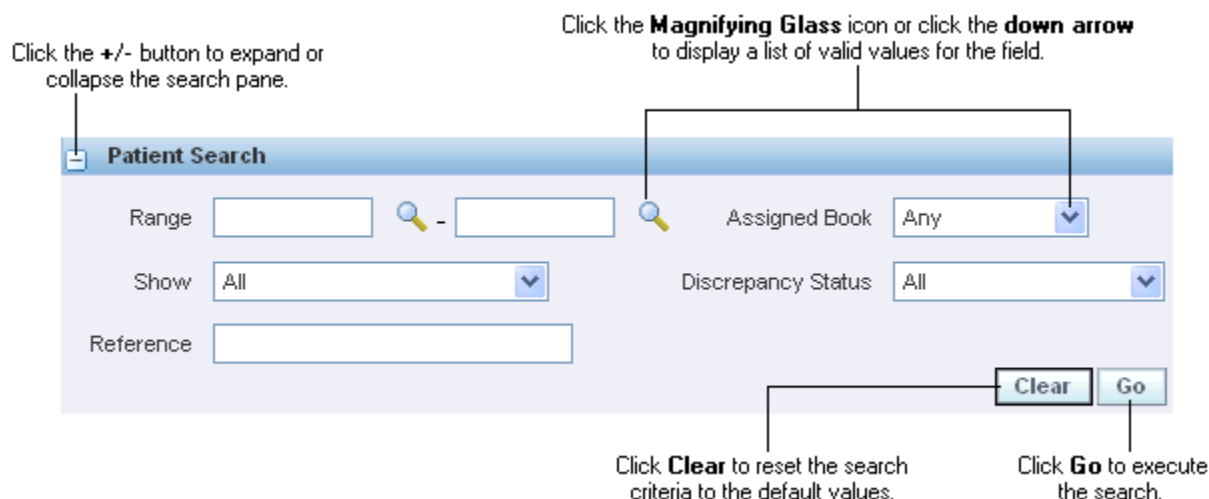 Click the Magnifying Glass icon or click the down arrow
to display a list of valid values for the field.
Click the +/- button to expand or
collapse the search pane.
Patient Search
Range - Assigned Book Any
Show All Discrepancy Status All
Reference
Clear Go
Click Clear to reset the search
criteria to the default values.
Click Go to execute
the search.